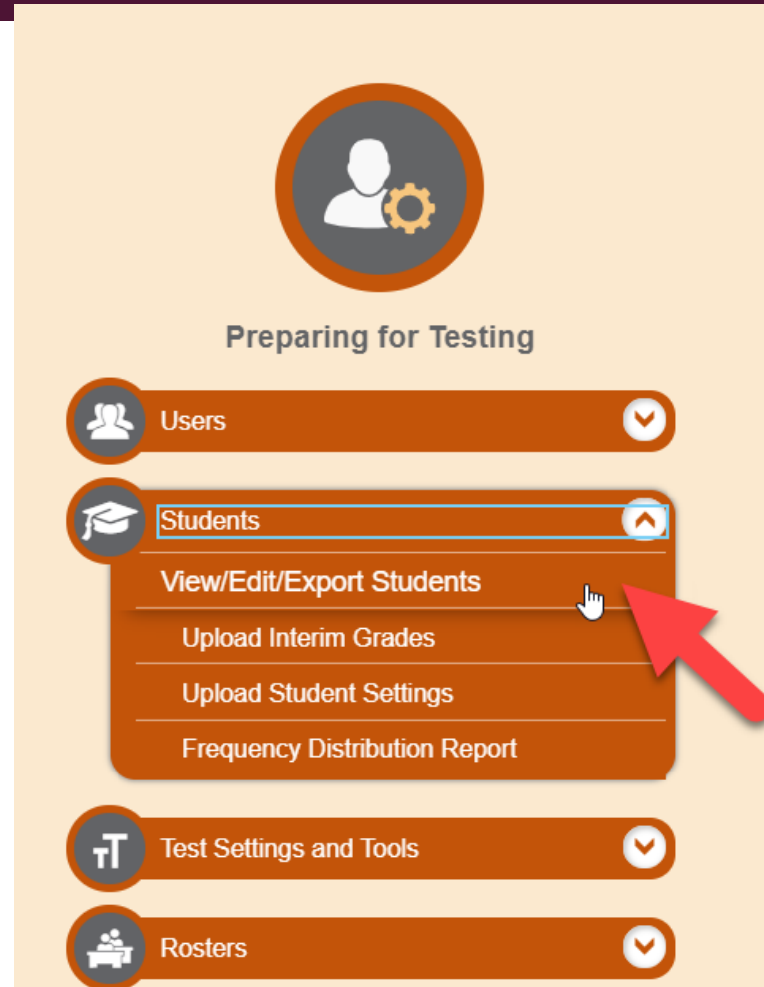 Preparing for Testing
Users
Students
View/Edit/Export Students
Upload Interim Grades
Upload Student Settings
Frequency Distribution Report
TT Test Settings and Tools
Rosters